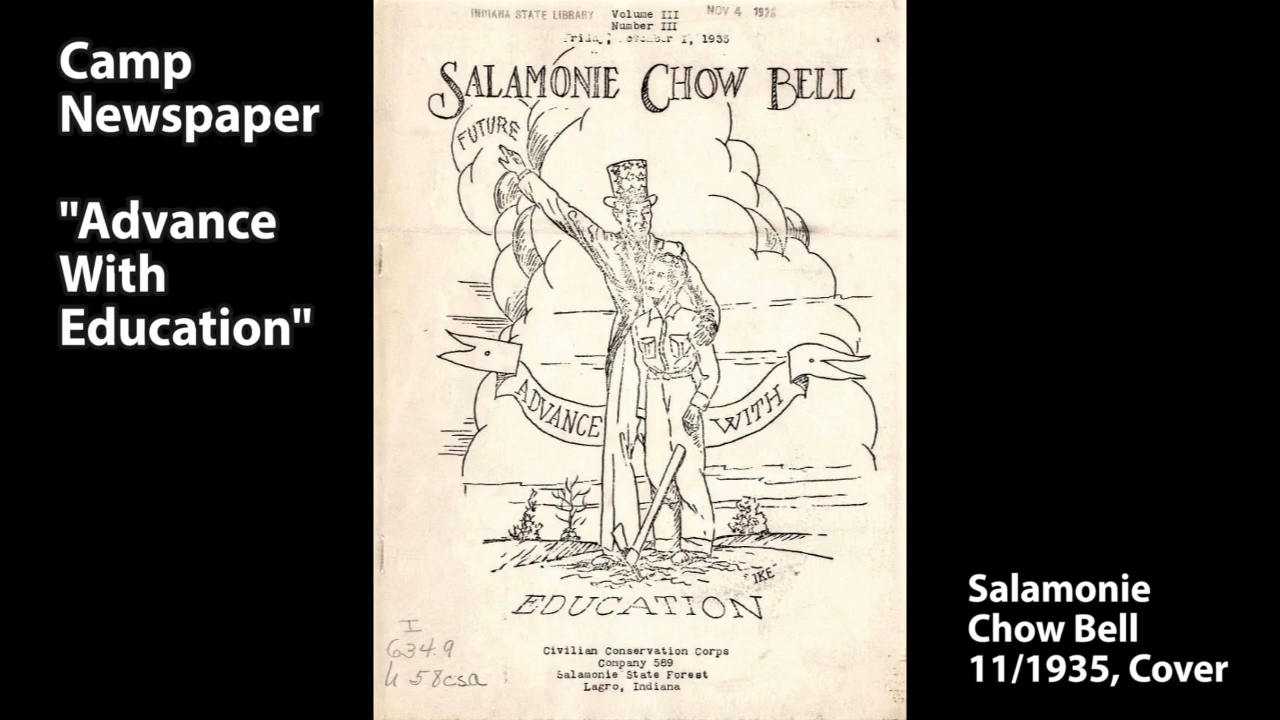 Camp
Newspaper
"Advance
With
Education"
INDIANA STATE LIBRARY
NOV 4
Volume III
Number III
1, 1935
SALAMONIE CHOW BELL
FUTURE
ADVANCE WITH
"IKE"
EDUCATION
I
634.9
Civilian Conservation Corps
Company 589
Salamonie State Forest
Lagro, Indiana
Salamonie
Chow Bell
11/1935, Cover